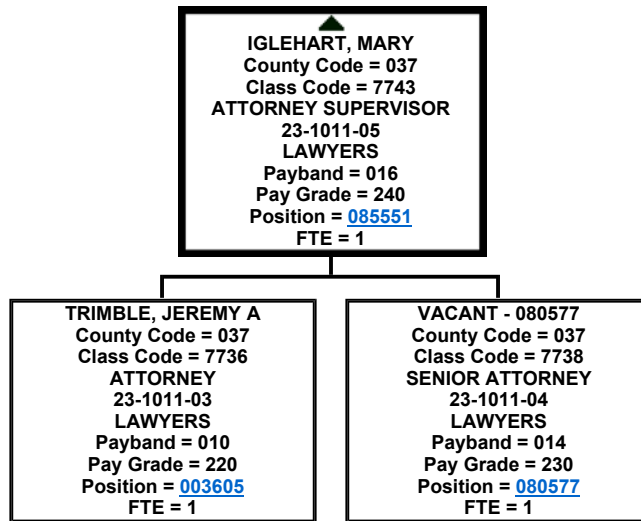 IGLEHART, MARY
County Code = 037
Class Code = 7743
ATTORNEY SUPERVISOR
23-1011-05
LAWYERS
Payband = 016
Pay Grade = 240
Position = 085551
FTE = 1
TRIMBLE, JEREMY A
County Code = 037
Class Code = 7736
ATTORNEY
23-1011-03
LAWYERS
Payband = 010
Pay Grade = 220
Position = 003605
FTE = 1
VACANT - 080577
County Code = 037
Class Code = 7738
SENIOR ATTORNEY
23-1011-04
LAWYERS
Payband = 014
Pay Grade = 230
Position = 080577
FTE = 1